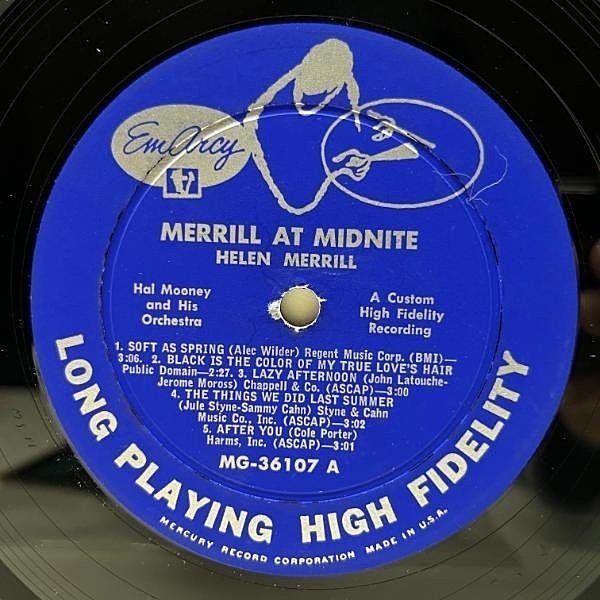 EmArcy
MERRILL AT MIDNITE
HELEN MERRILL
Hal Mooney
and His
Orchestra
A Custom
High Fidelity
Recording
1. SOFT AS SPRING (Alec Wilder) Regent Music Corp. (BMI)—
3:06. 2. BLACK IS THE COLOR OF MY TRUE LOVE'S HAIR
Public Domain—2:27. 3. LAZY AFTERNOON (John Latouche-
Jerome Moross) Chappell & Co. (ASCAP)—3:00
4. THE THINGS WE DID LAST SUMMER
(Jule Styne-Sammy Cahn) Styne & Cahn
Music Co., Inc. (ASCAP)—3:02
5. AFTER YOU (Cole Porter)
Harms, Inc. (ASCAP)—3:01
MG-36107 A
LONG PLAYING HIGH FIDELITY
MERCURY RECORD CORPORATION MADE IN U.S.A.